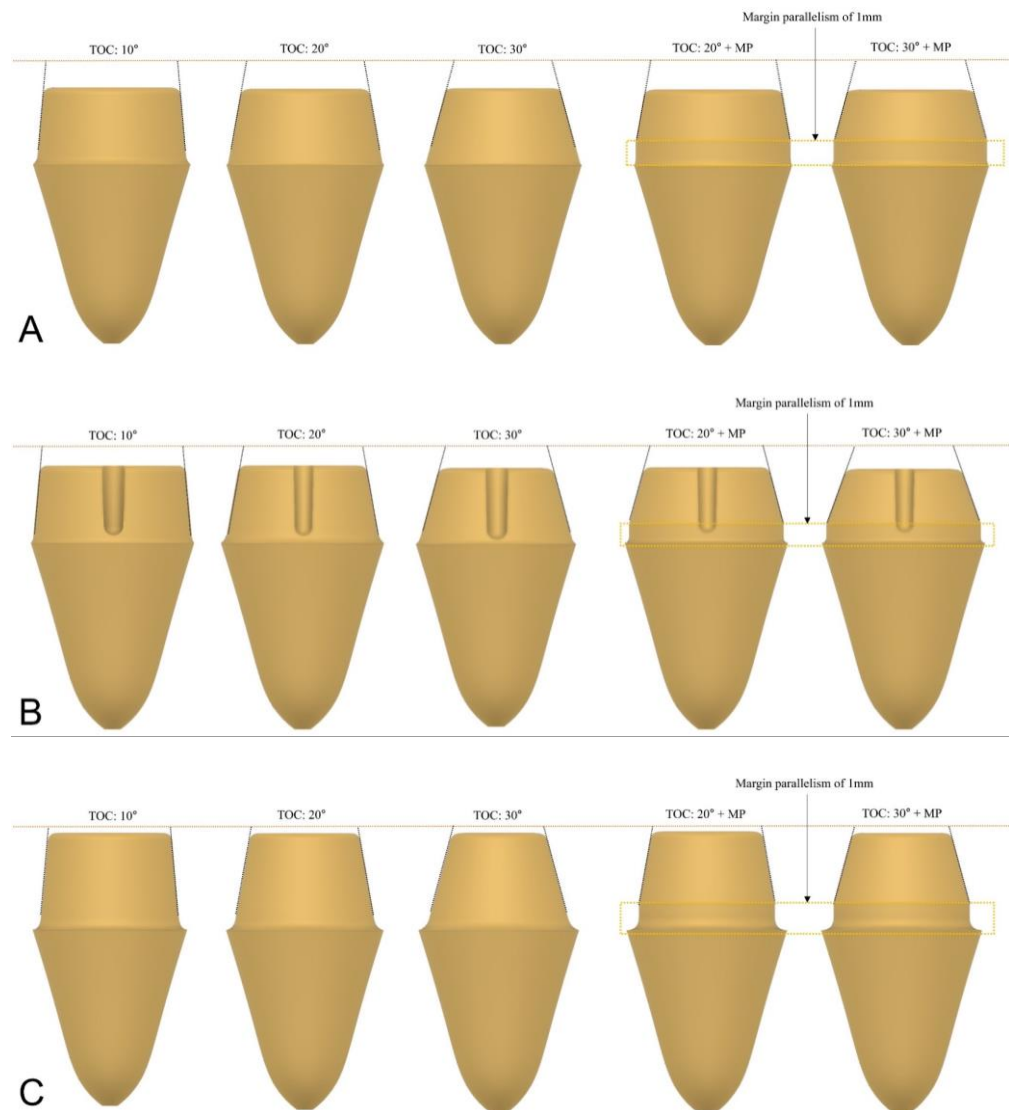 Margin parallelism of 1mm
TOC: 10° TOC: 20° TOC: 30° TOC: 20° + MP TOC: 30° + MP
A
Margin parallelism of 1mm
TOC: 10° TOC: 20° TOC: 30° TOC: 20° + MP TOC: 30° + MP
B
Margin parallelism of 1mm
TOC: 10° TOC: 20° TOC: 30° TOC: 20° + MP TOC: 30° + MP
C